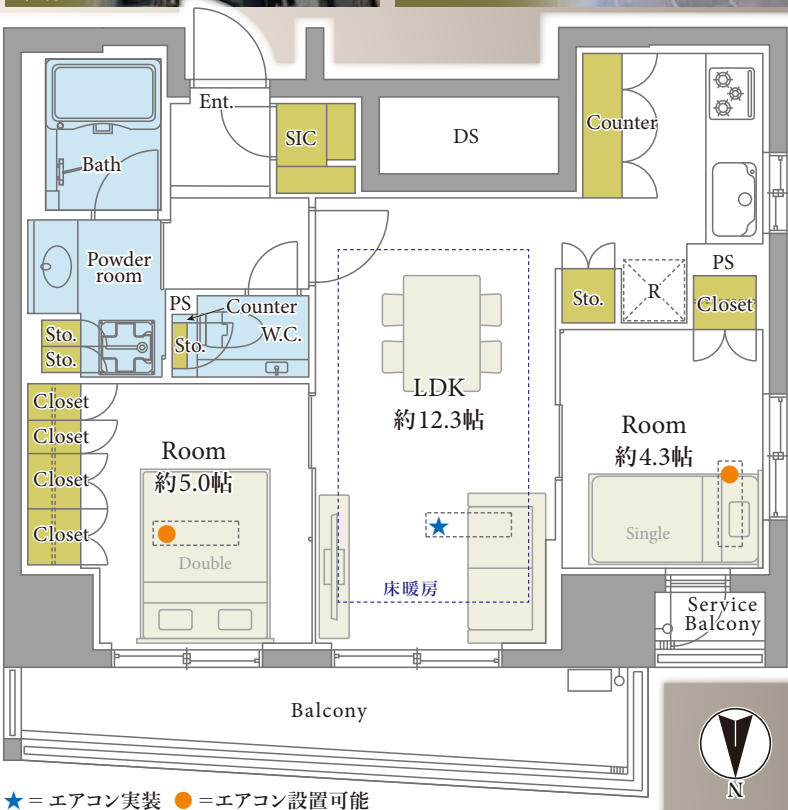 Ent.
SIC
DS
Counter
Bath
Powder
room
PS
Counter
W.C.
Sto.
Sto.
Sto.
Sto.
R
PS
Closet
Closet
Closet
Closet
Closet
Room
約5.0帖
Double
LDK
約12.3帖
床暖房
Room
約4.3帖
Single
Service
Balcony
Balcony
N
★ = エアコン実装 ● =エアコン設置可能